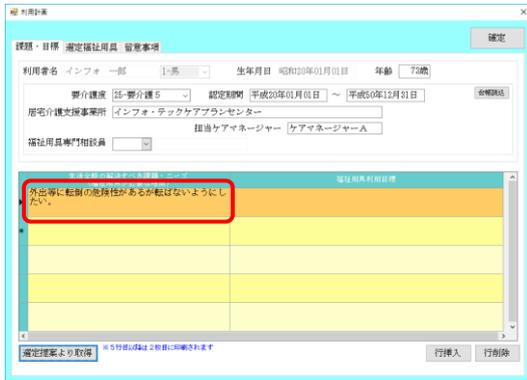 利用計画
確定
課題・目標 選定福祉用具 留意事項
利用者名 インフォ 一郎 1-男 生年月日 昭和20年01月01日 年齢 73歳
要介護度 25-要介護5 認定期間 平成20年01月01日 ～ 平成50年12月31日 台帳読込
居宅介護支援事業所 インフォ・テックケアプランセンター
担当ケアマネージャー ケアマネージャーA
福祉用具専門相談員
生活全般の解決すべき課題・ニーズ
福祉用具利用目標
外出等に転倒の危険性があるが転ばないようにし
たい。
選定提案より取得 ※5行目以降は2枚目に印刷されます 行挿入 行削除